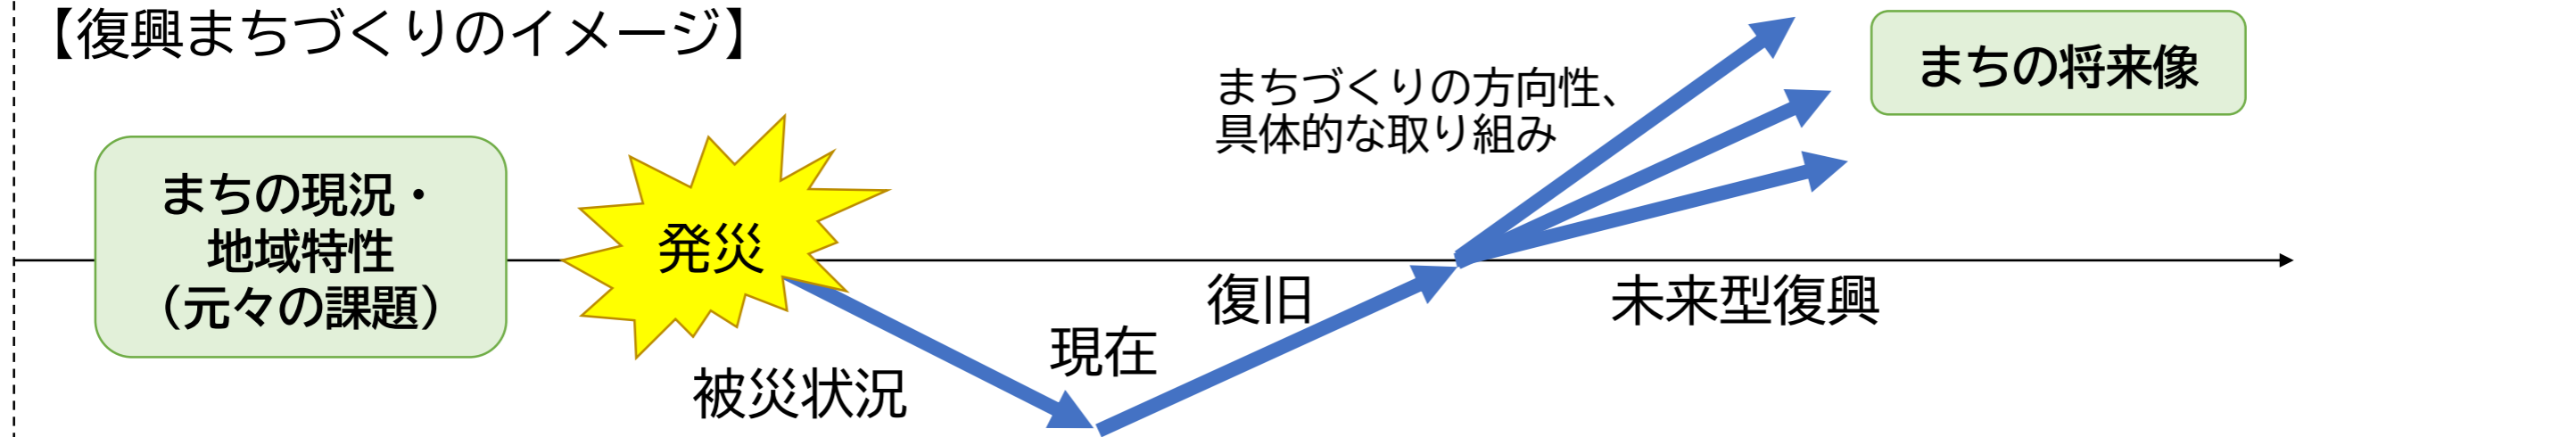 【復興まちづくりのイメージ】
まちの現況・
地域特性
（元々の課題）
発災
被災状況
現在
復旧
まちづくりの方向性、
具体的な取り組み
未来型復興
まちの将来像